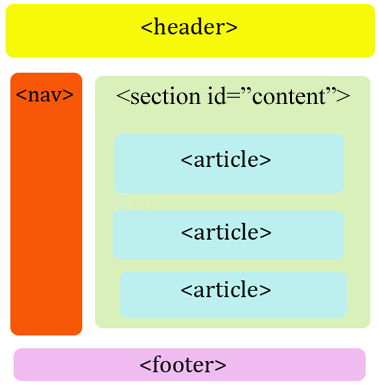 <header>
<nav>
<section id=”content”>
<article>
<article>
<article>
<footer>